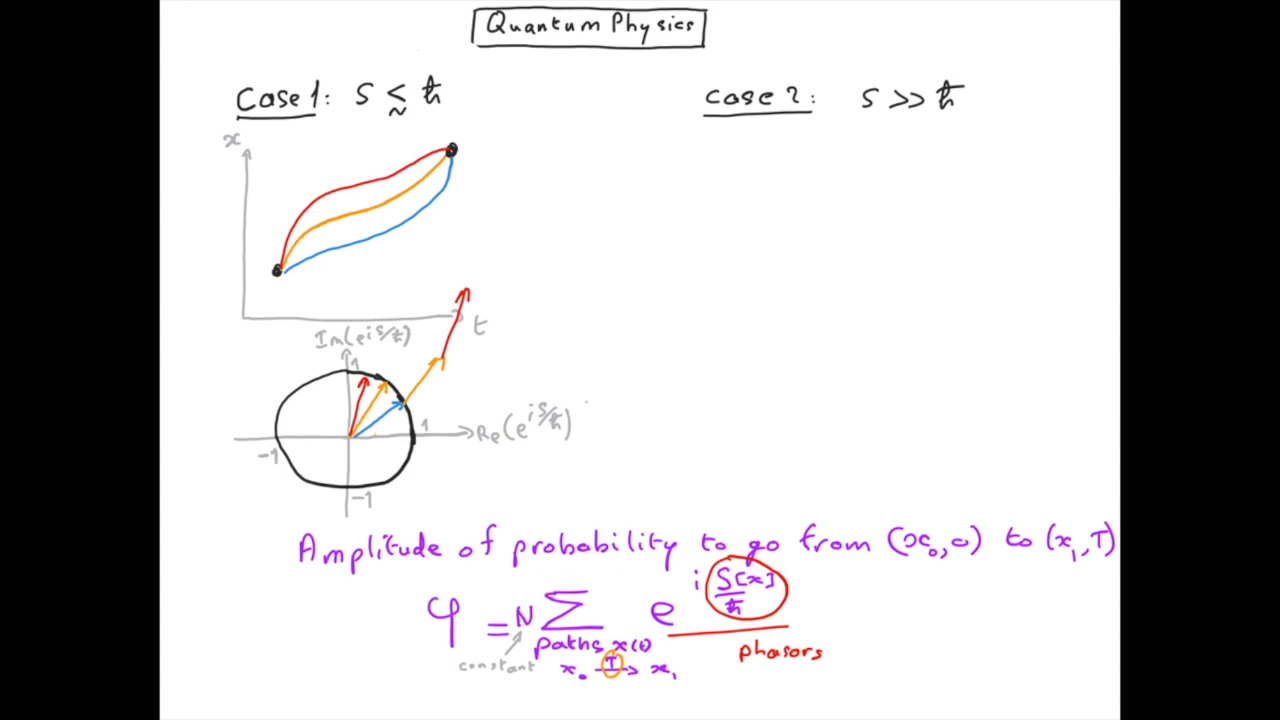 Quantum Physics
Case 1: S ≲ ħ
Case 2: S >> ħ
x
t
Im(e^{iS/ħ})
1
Re(e^{iS/ħ})
1
-1
-1
Amplitude of probability to go from (x₀,0) to (x₁,T)
φ = N Σ e^{i S[x]/ħ}
paths x(t)
constant
x₀ —T→ x₁
phasors